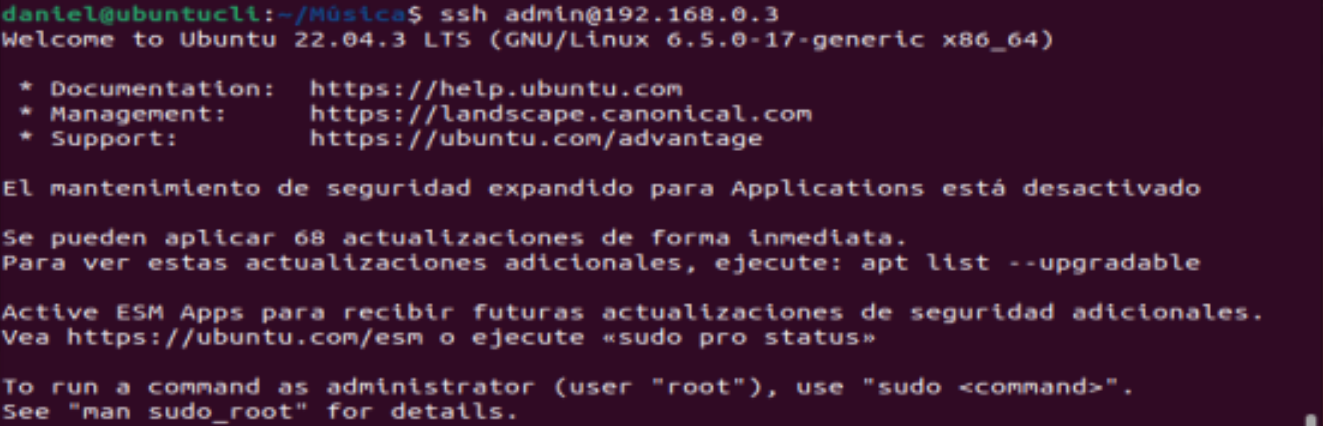 daniel@ubuntucli:~/Música$ ssh admin@192.168.0.3
Welcome to Ubuntu 22.04.3 LTS (GNU/Linux 6.5.0-17-generic x86_64)
* Documentation:  https://help.ubuntu.com
* Management:     https://landscape.canonical.com
* Support:        https://ubuntu.com/advantage
El mantenimiento de seguridad expandido para Applications está desactivado
Se pueden aplicar 68 actualizaciones de forma inmediata.
Para ver estas actualizaciones adicionales, ejecute: apt list --upgradable
Active ESM Apps para recibir futuras actualizaciones de seguridad adicionales.
Vea https://ubuntu.com/esm o ejecute «sudo pro status»
To run a command as administrator (user "root"), use "sudo <command>".
See "man sudo_root" for details.